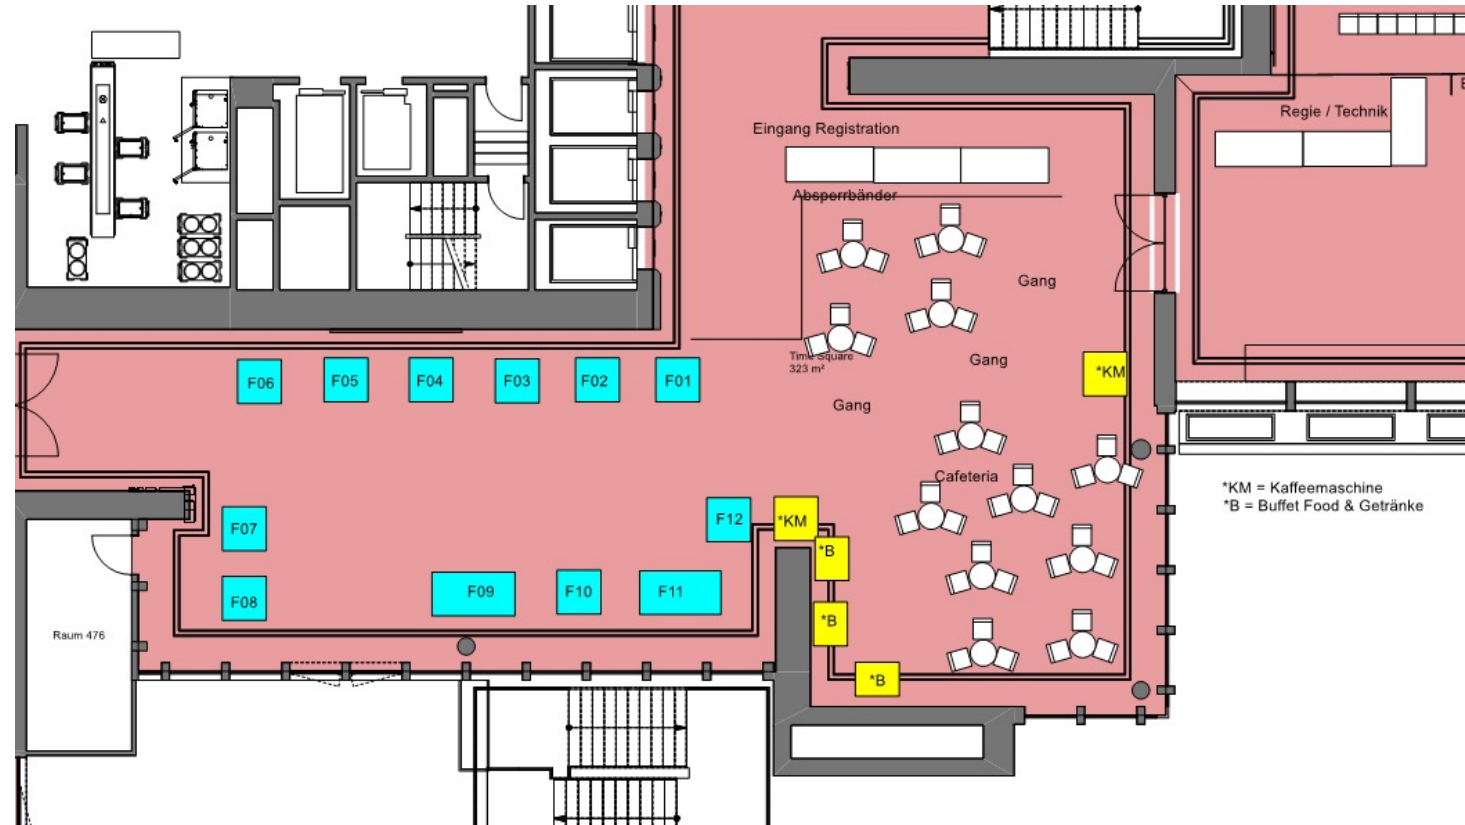 Regie / Technik
Eingang Registration
Absperrbänder
Gang
Time Square
323 m²
Gang
*KM
Gang
F06
F05
F04
F03
F02
F01
Cafeteria
*KM = Kaffeemaschine
*B = Buffet Food & Getränke
F07
F12
*KM
*B
F08
F09
F10
F11
*B
Raum 476
*B